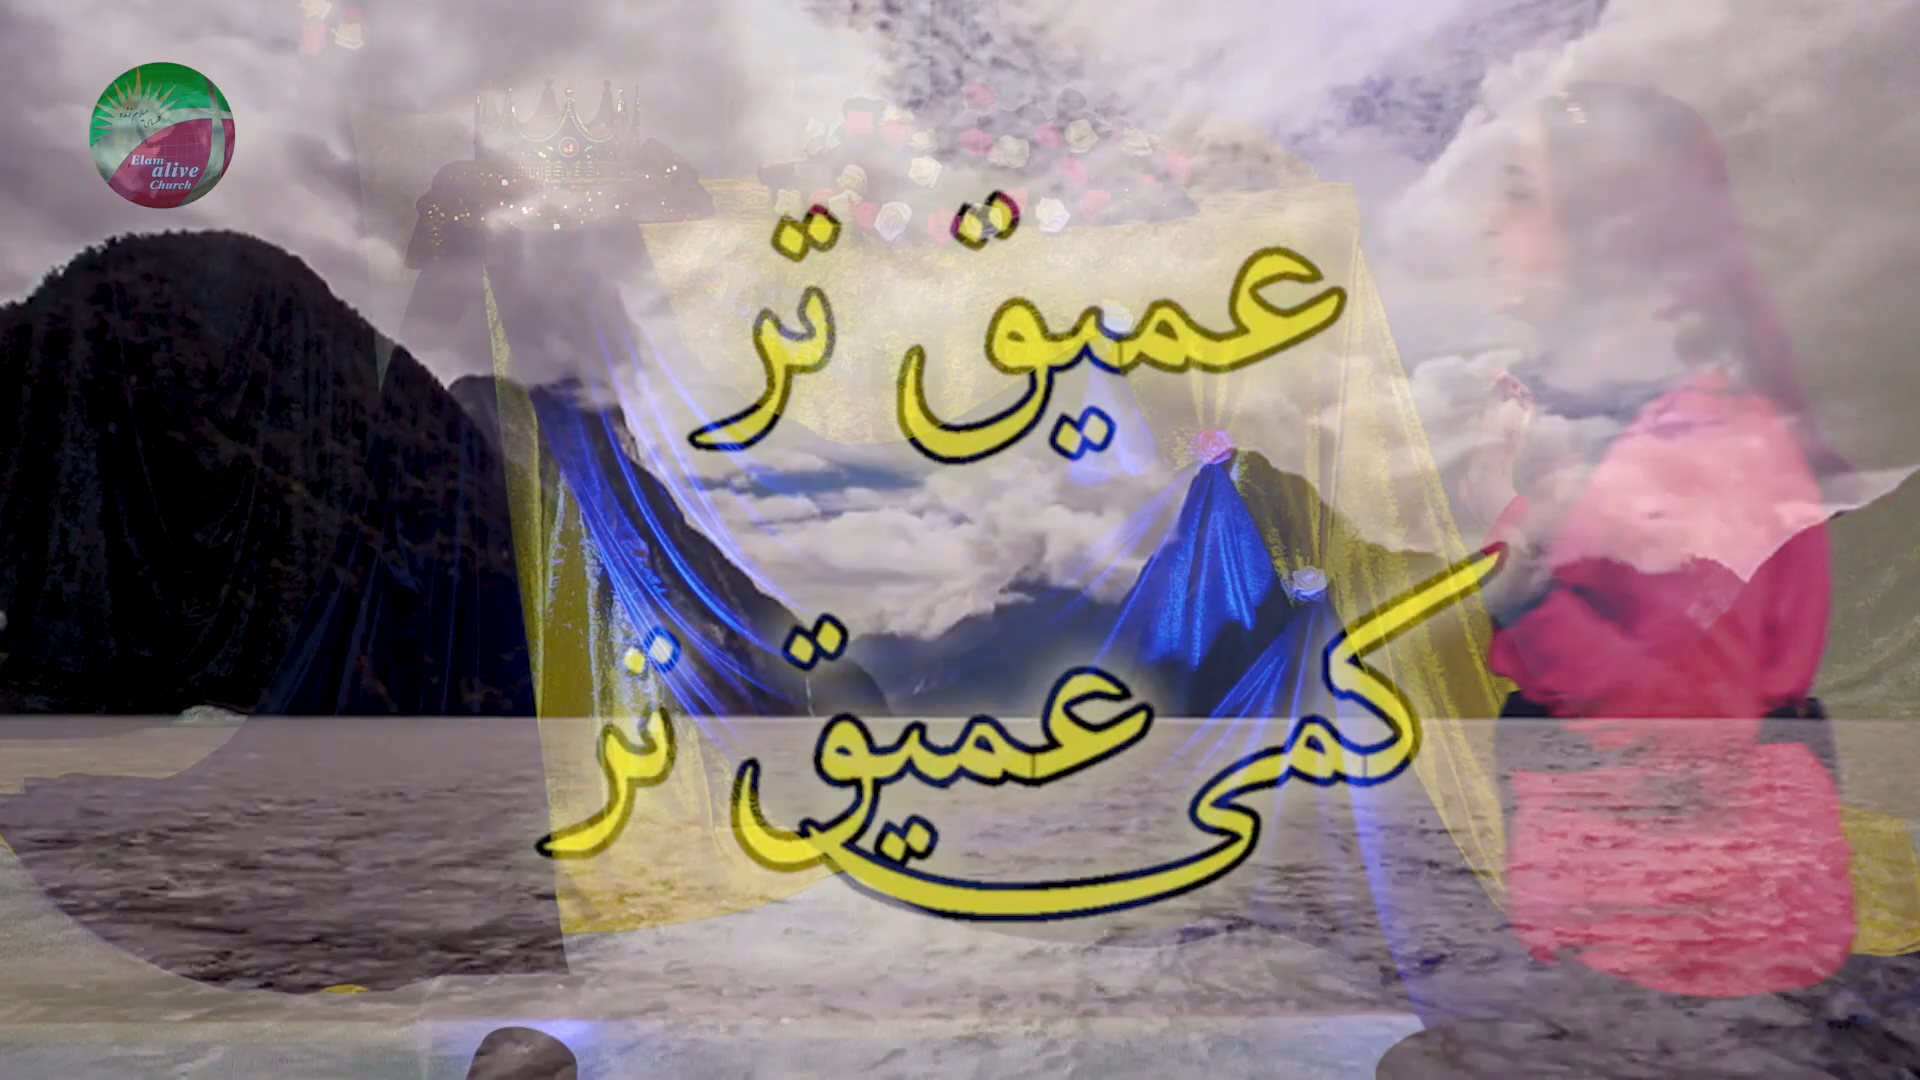 Elam
alive
Church
عمیق تر
کمی عمیق تر